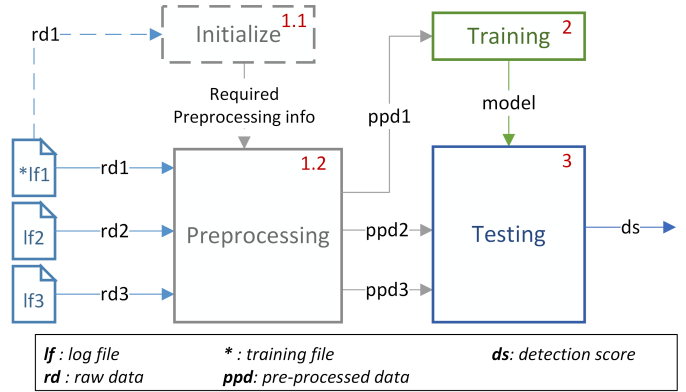 rd1
Initialize
1.1
Training
2
Required
Preprocessing info
ppd1
model
*lf1
rd1
1.2
3
lf2
rd2
Preprocessing
ppd2
Testing
ds
lf3
rd3
ppd3
lf : log file
* : training file
ds: detection score
rd : raw data
ppd: pre-processed data